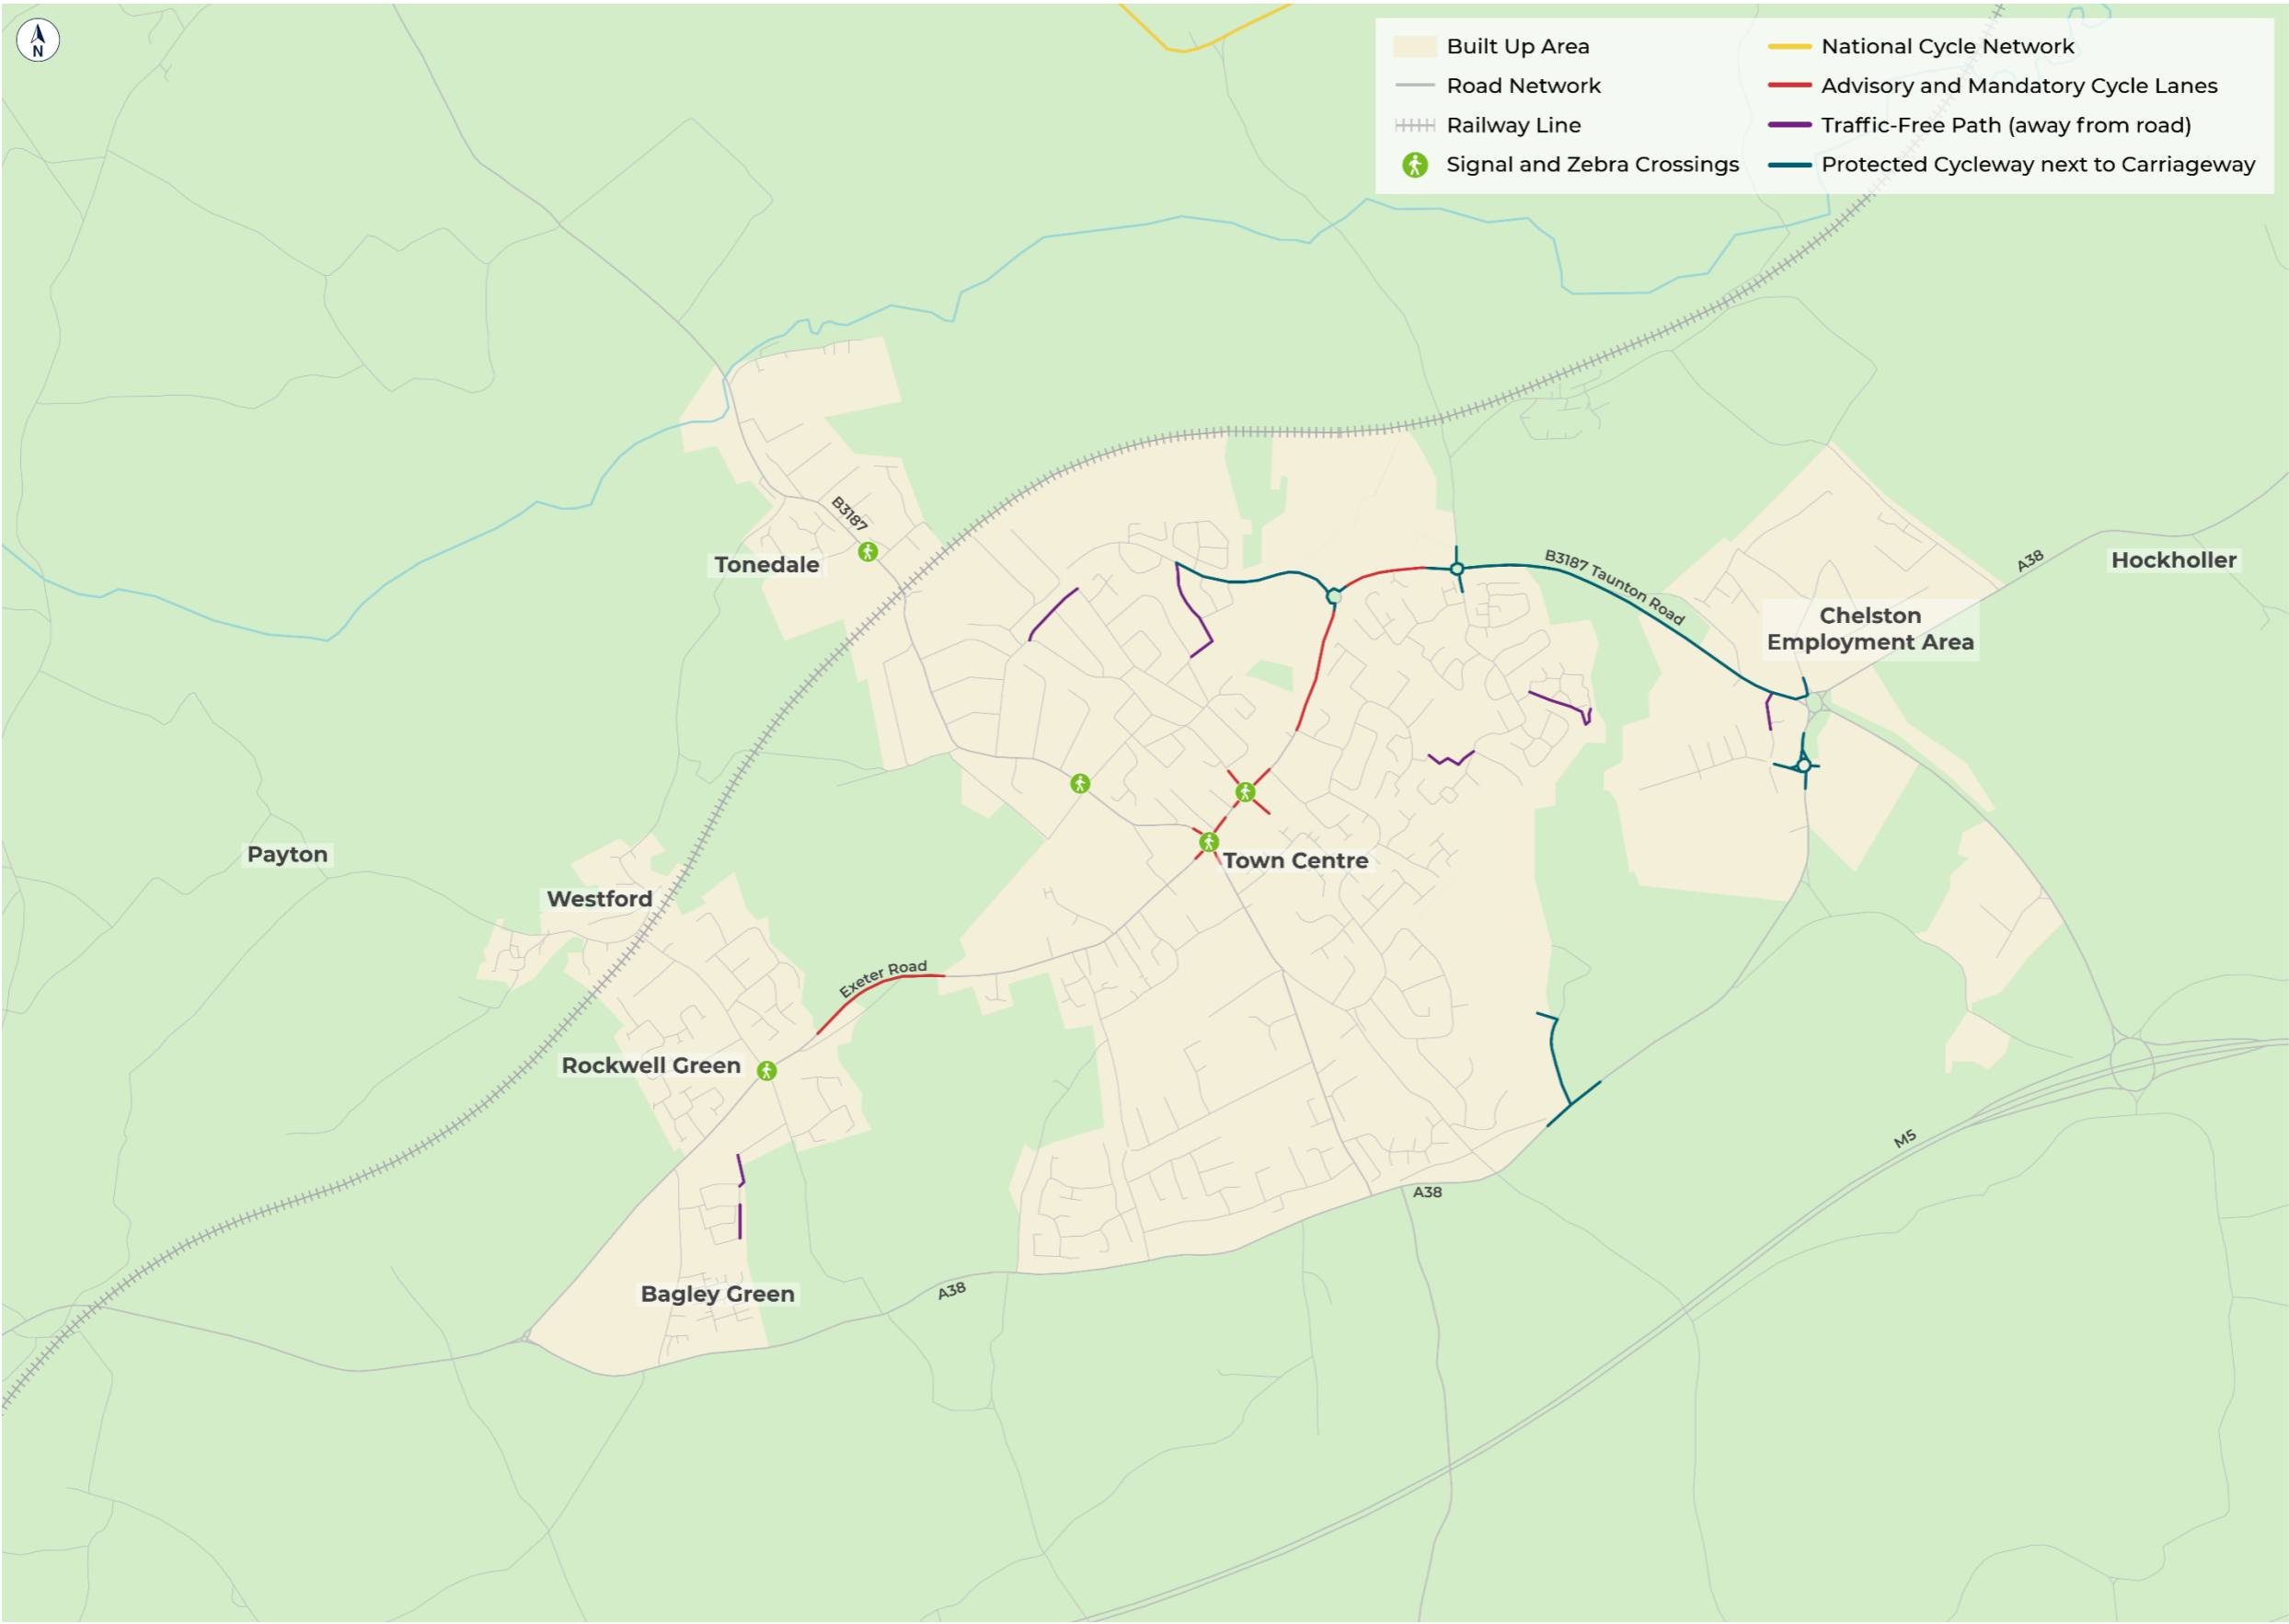 N
Built Up Area
Road Network
Railway Line
Signal and Zebra Crossings
National Cycle Network
Advisory and Mandatory Cycle Lanes
Traffic-Free Path (away from road)
Protected Cycleway next to Carriageway
B3187
Tonedale
B3187 Taunton Road
A38
Hockholler
Chelston
Employment Area
Payton
Westford
Town Centre
Exeter Road
Rockwell Green
M5
A38
Bagley Green
A38